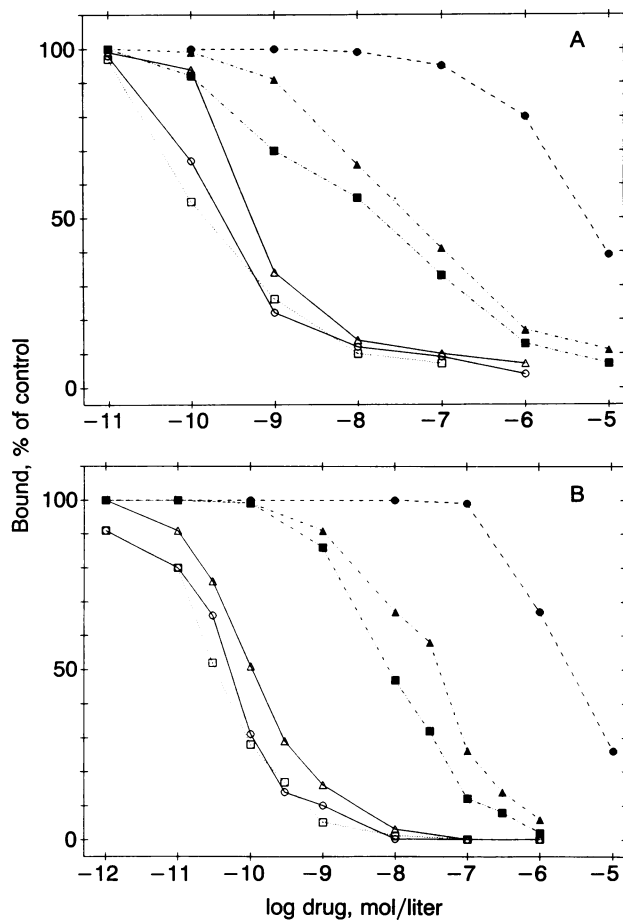 A
100
50
0
−11 −10 −9 −8 −7 −6 −5
Bound, % of control
B
100
50
0
−12 −11 −10 −9 −8 −7 −6 −5
log drug, mol/liter